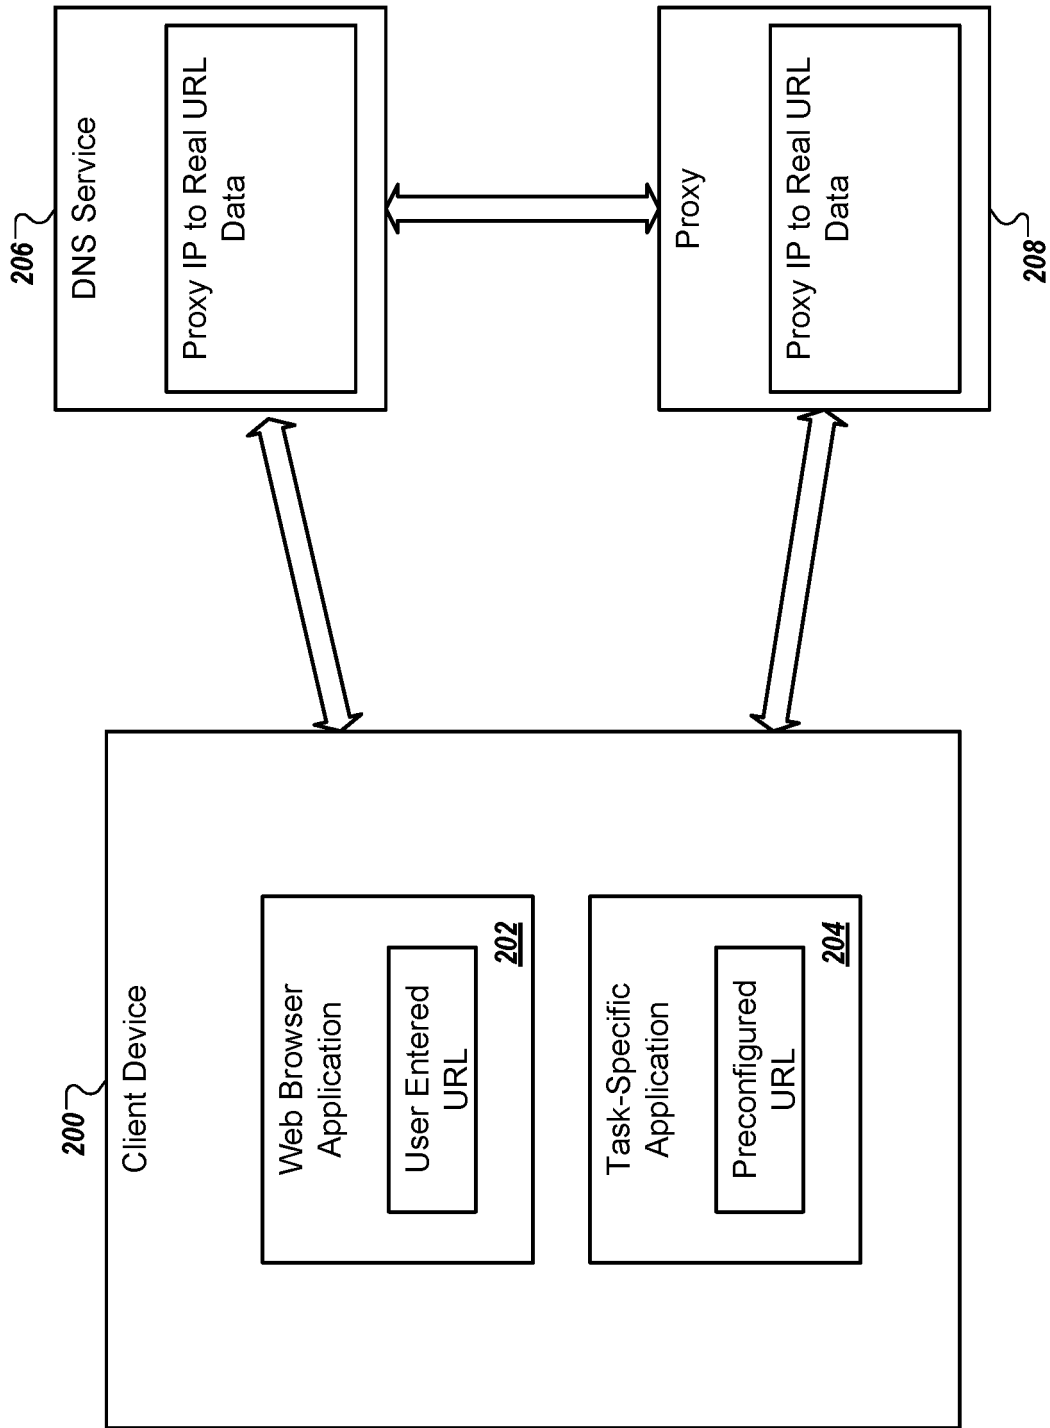 200
Client Device
Web Browser
Application
User Entered
URL
202
Task-Specific
Application
Preconfigured
URL
204
206
DNS Service
Proxy IP to Real URL
Data
Proxy
Proxy IP to Real URL
Data
208